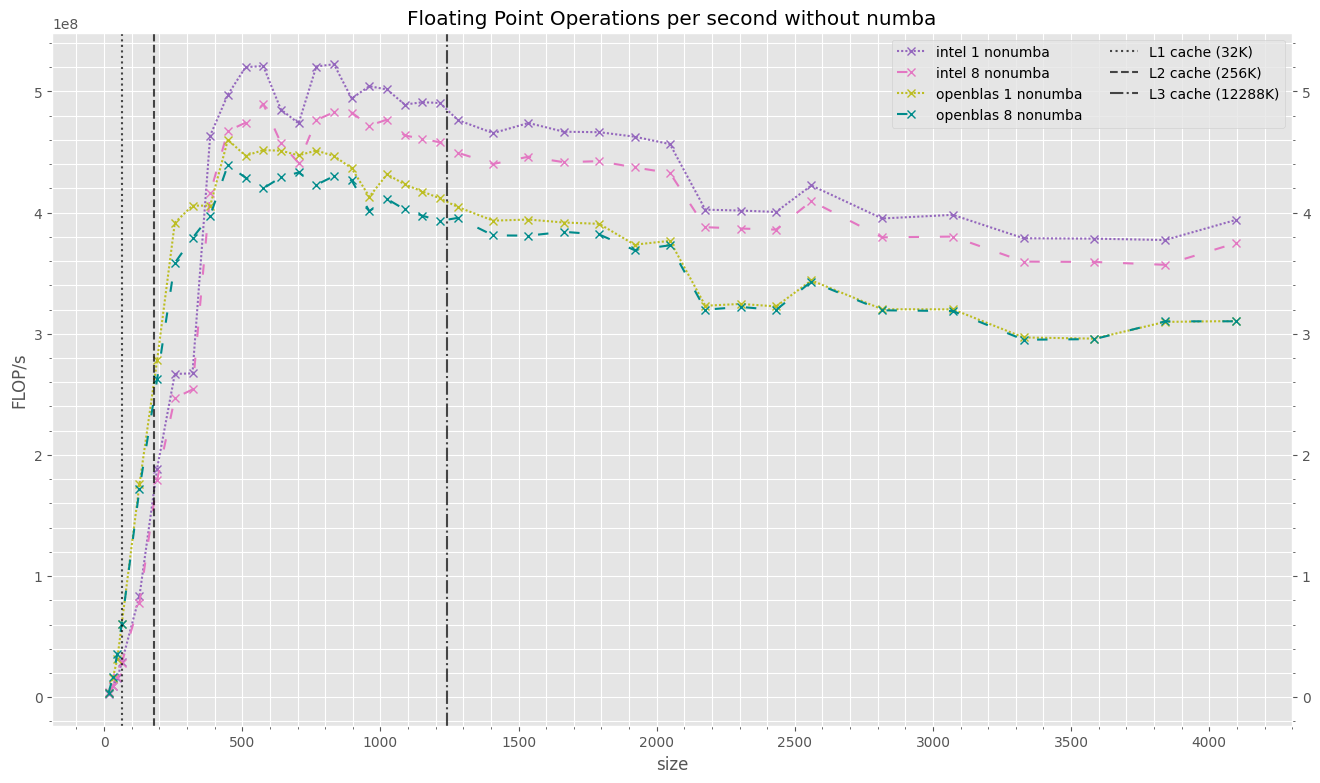 Floating Point Operations per second without numba
1e8
intel 1 nonumba
intel 8 nonumba
openblas 1 nonumba
openblas 8 nonumba
L1 cache (32K)
L2 cache (256K)
L3 cache (12288K)
5
4
3
2
1
0
FLOP/s
5
4
3
2
1
0
0 500 1000 1500 2000 2500 3000 3500 4000
size